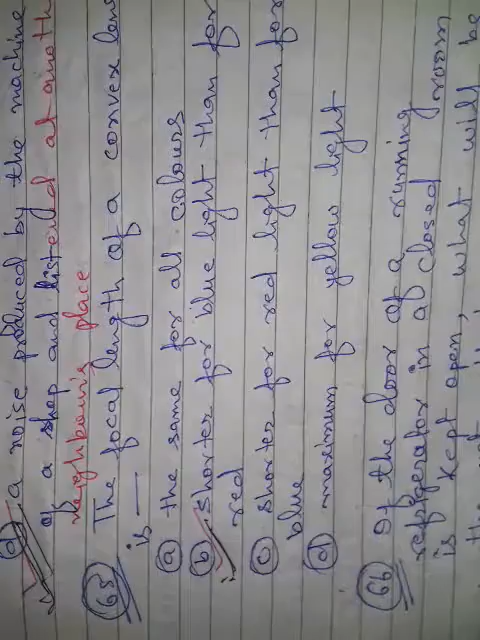 (d) a noise produced by the machine
of a shop and listened at another
neighbouring place
(65) The focal length of a convex lens
is —
(a) the same for all colours
(b) shorter for blue light than for
red
(c) shorter for red light than for
blue
(d) maximum for yellow light
(66) If the door of a running
refrigerator in a closed room
is kept open, what will be